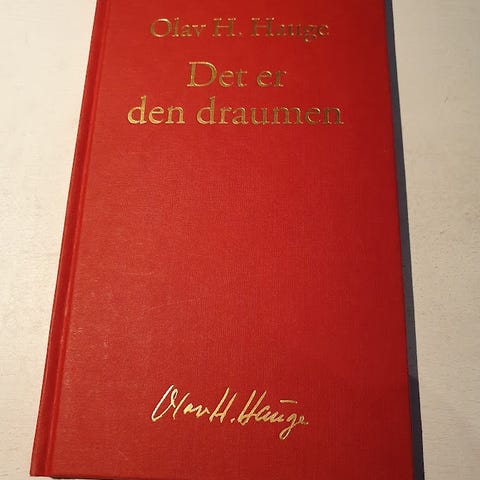 Olav H. Hauge
Det er
den draumen
Olav H. Hauge